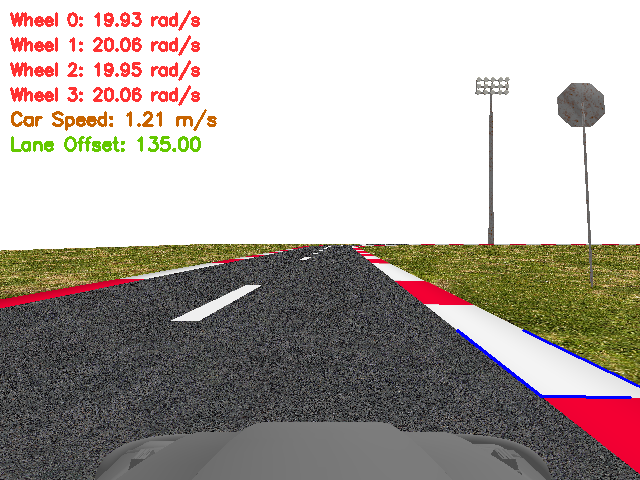 Wheel 0: 19.93 rad/s
Wheel 1: 20.06 rad/s
Wheel 2: 19.95 rad/s
Wheel 3: 20.06 rad/s
Car Speed: 1.21 m/s
Lane Offset: 135.00